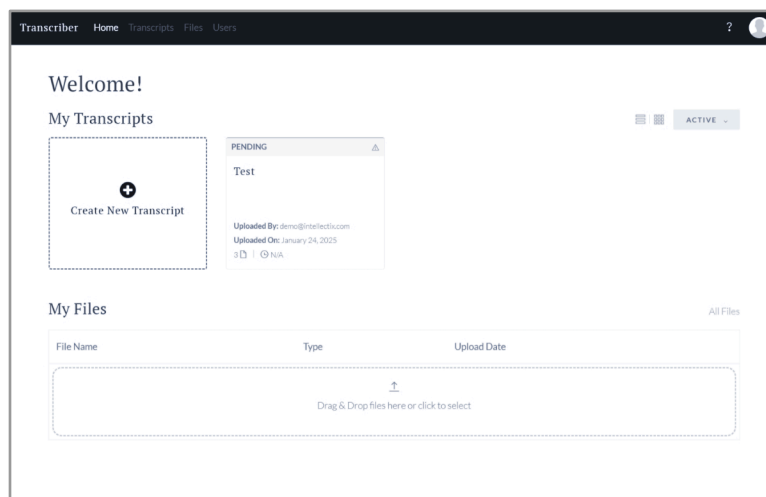 Transcriber Home Transcripts Files Users ?
Welcome!
My Transcripts
ACTIVE
PENDING
Test
Create New Transcript
Uploaded By: demo@intellectix.com
Uploaded On: January 24, 2025
3 N/A
My Files
All Files
File Name Type Upload Date
Drag & Drop files here or click to select